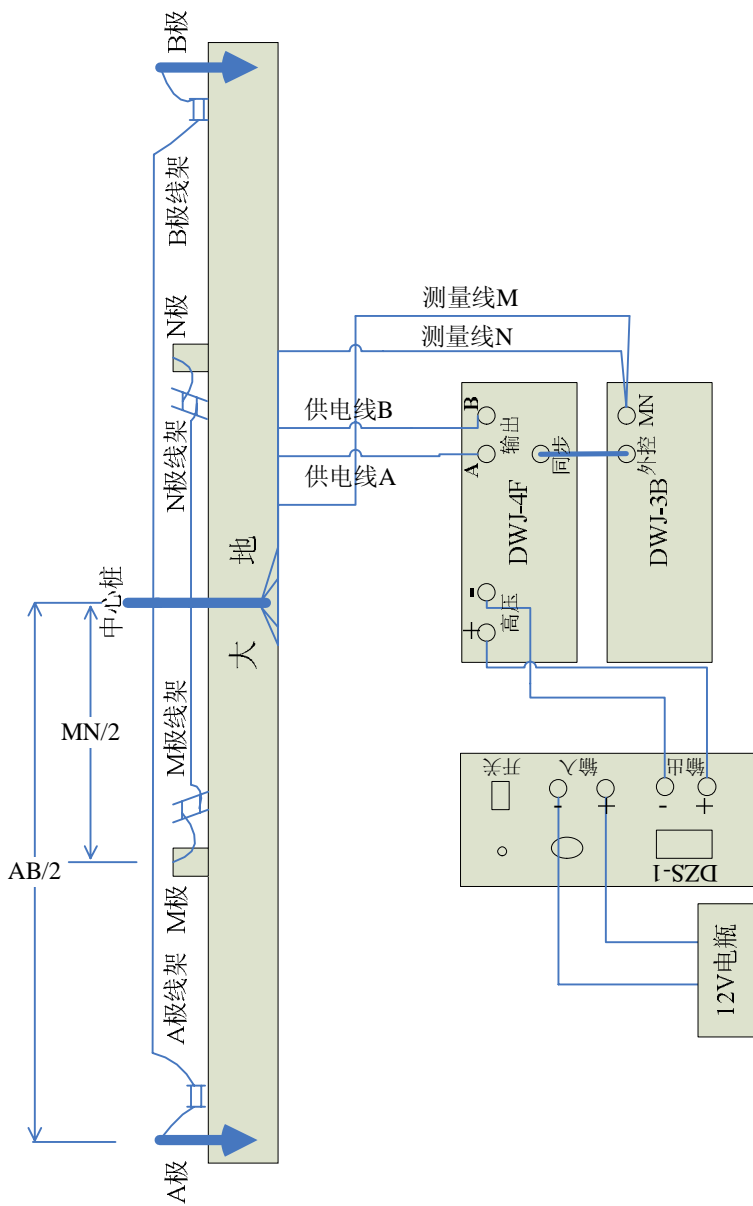 B极
B极线架
N极
N极线架
中心桩
M极线架
M极
A极线架
A极
MN/2
AB/2
大地
测量线M
测量线N
供电线B
供电线A
B
A
输出
同步
DWJ-4F
-
+
高压
MN
外控
DWJ-3B
开关
输入
-
+
输出
-
+
DZS-1
12V电瓶